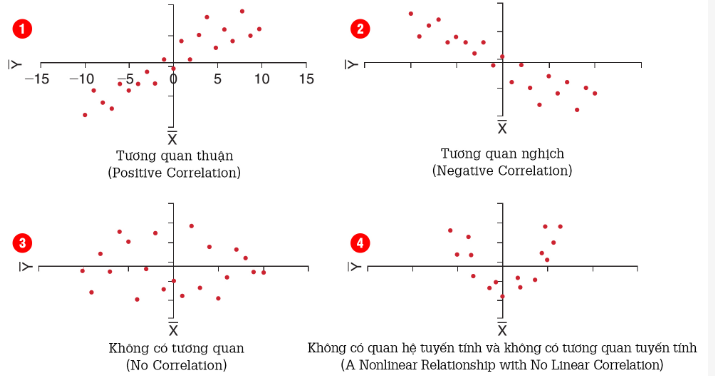 1
Y̅
−15 −10 −5 0 5 10 15
X̅
Tương quan thuận
(Positive Correlation)
2
Y̅
X̅
Tương quan nghịch
(Negative Correlation)
3
Y̅
X̅
Không có tương quan
(No Correlation)
4
Y̅
X̅
Không có quan hệ tuyến tính và không có tương quan tuyến tính
(A Nonlinear Relationship with No Linear Correlation)